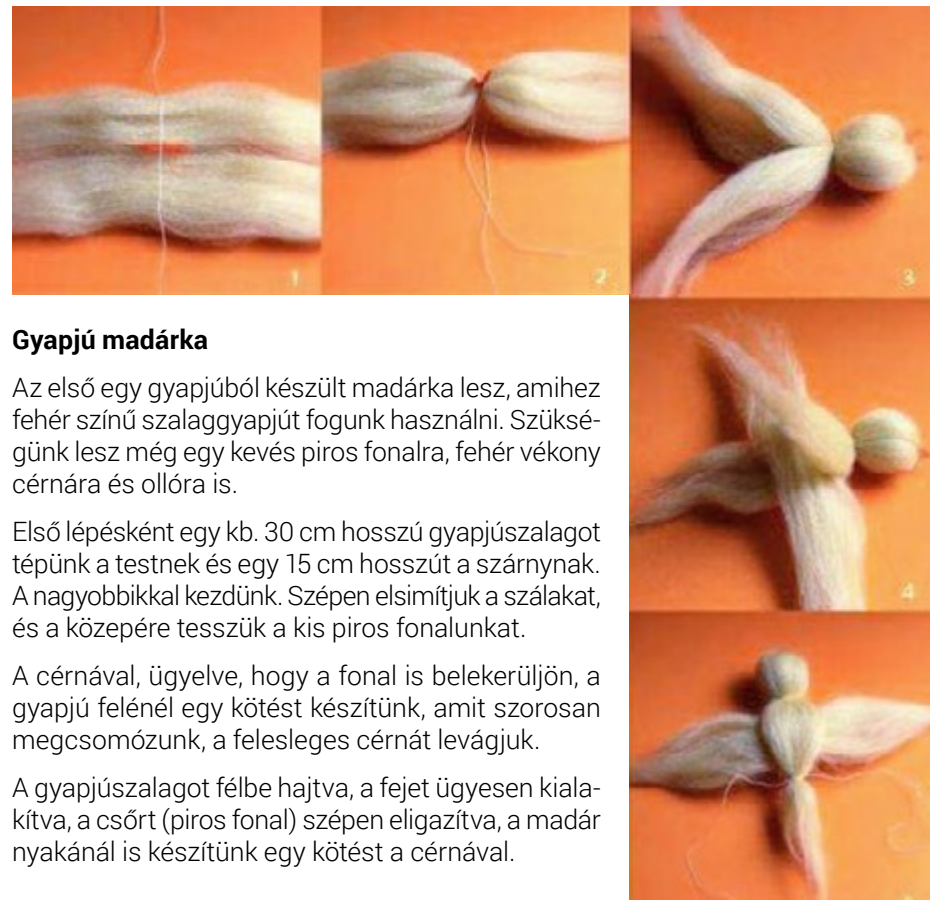 1
2
3
Gyapjú madárka
Az első egy gyapjúból készült madárka lesz, amihez
fehér színű szalaggyapjút fogunk használni. Szüksé-
günk lesz még egy kevés piros fonalra, fehér vékony
cérnára és ollóra is.
Első lépésként egy kb. 30 cm hosszú gyapjúszalagot
tépünk a testnek és egy 15 cm hosszút a szárnynak.
A nagyobbikkal kezdünk. Szépen elsimítjuk a szálakat,
és a közepére tesszük a kis piros fonalunkat.
A cérnával, ügyelve, hogy a fonal is belekerüljön, a
gyapjú felénél egy kötést készítünk, amit szorosan
megcsomózunk, a felesleges cérnát levágjuk.
A gyapjúszalagot félbe hajtva, a fejet ügyesen kiala-
kítva, a csőrt (piros fonal) szépen eligazítva, a madár
nyakánál is készítünk egy kötést a cérnával.
4